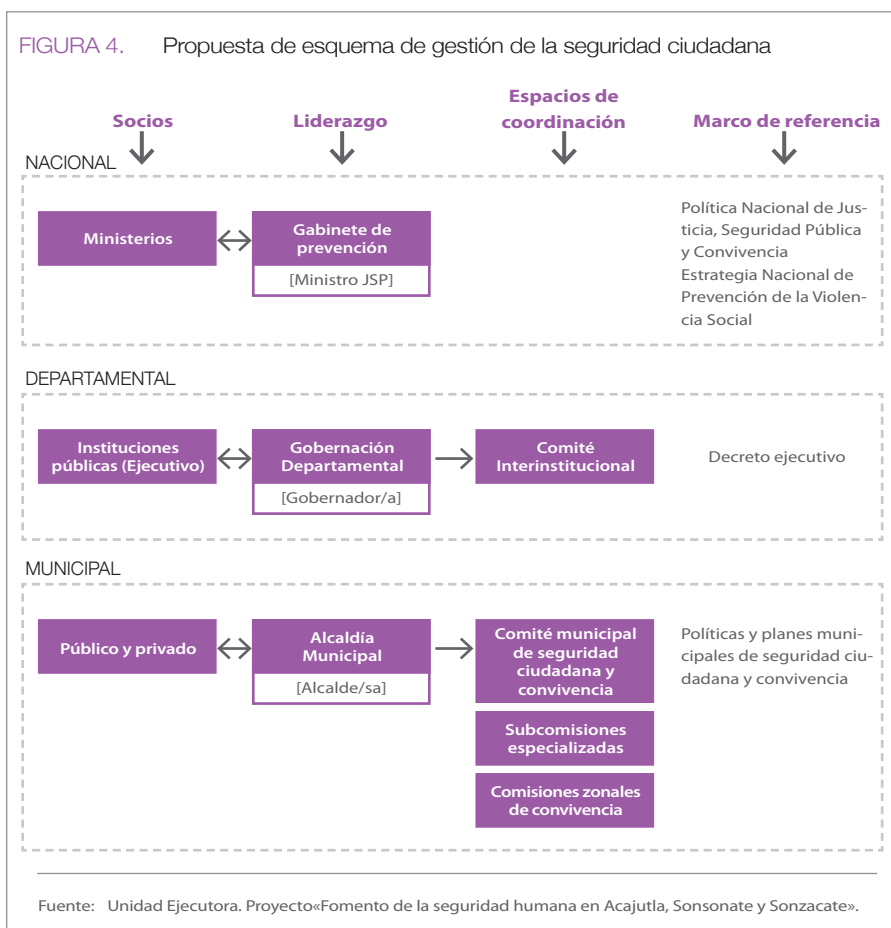 FIGURA 4. Propuesta de esquema de gestión de la seguridad ciudadana
Socios
Liderazgo
Espacios de
coordinación
Marco de referencia
NACIONAL
Ministerios
Gabinete de
prevención
[Ministro JSP]
Política Nacional de Jus-
ticia, Seguridad Pública
y Convivencia
Estrategia Nacional de
Prevención de la Violen-
cia Social
DEPARTAMENTAL
Instituciones
públicas (Ejecutivo)
Gobernación
Departamental
[Gobernador/a]
Comité
Interinstitucional
Decreto ejecutivo
MUNICIPAL
Público y privado
Alcaldía
Municipal
[Alcalde/sa]
Comité municipal
de seguridad
ciudadana y
convivencia
Subcomisiones
especializadas
Comisiones zonales
de convivencia
Políticas y planes mu-
nicipales de seguridad ciu-
dadana y convivencia
Fuente: Unidad Ejecutora. Proyecto«Fomento de la seguridad humana en Acajutla, Sonsonate y Sonzacate».